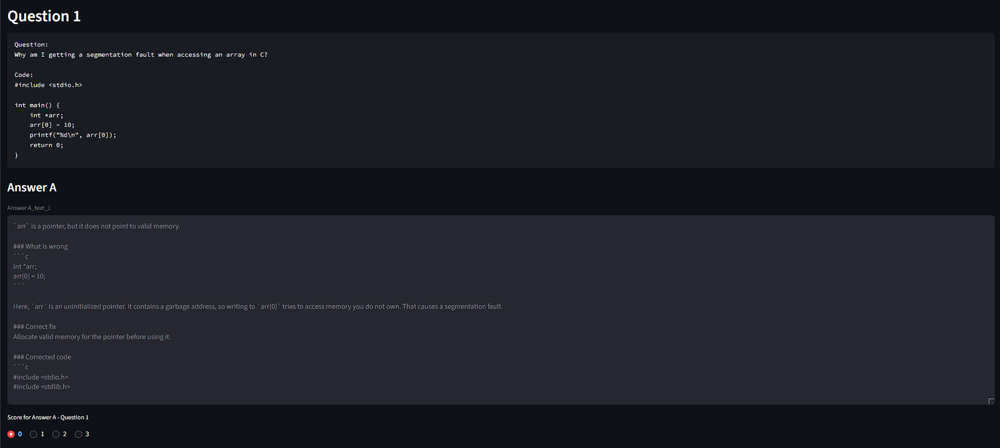 Question 1
Question:
Why am I getting a segmentation fault when accessing an array in C?
Code:
#include <stdio.h>
int main() {
    int *arr;
    arr[0] = 10;
    printf("%d\n", arr[0]);
    return 0;
}
Answer A
Answer A_text_1
`arr` is a pointer, but it does not point to valid memory.
### What is wrong
```c
int *arr;
arr[0] = 10;
```
Here, `arr` is an uninitialized pointer. It contains a garbage address, so writing to `arr[0]` tries to access memory you do not own. That causes a segmentation fault.
### Correct fix
Allocate valid memory for the pointer before using it.
### Corrected code
```c
#include <stdio.h>
#include <stdlib.h>
Score for Answer A - Question 1
0 1 2 3